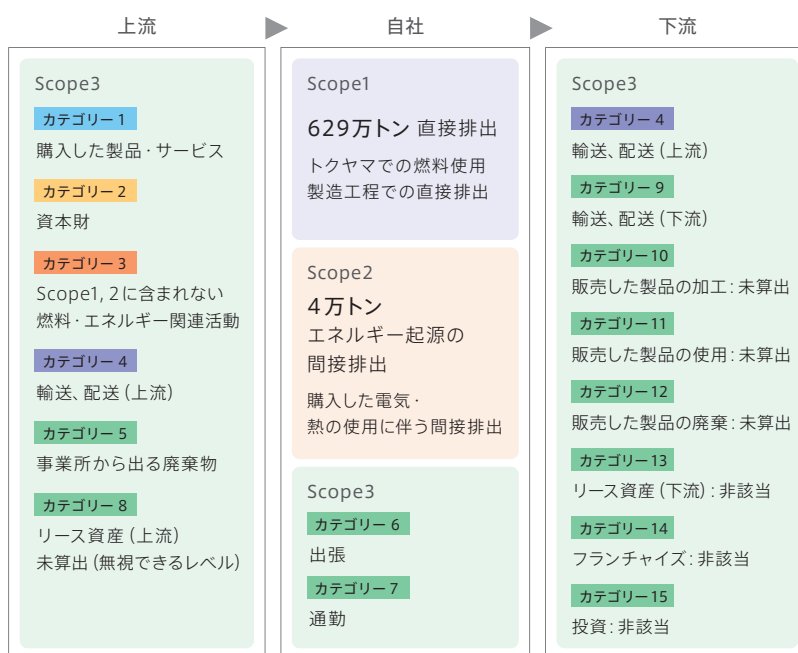 上流
自社
下流
Scope3
カテゴリー 1
購入した製品・サービス
カテゴリー 2
資本財
カテゴリー 3
Scope1, 2に含まれない
燃料・エネルギー関連活動
カテゴリー 4
輸送、配送（上流）
カテゴリー 5
事業所から出る廃棄物
カテゴリー 8
リース資産（上流）
未算出（無視できるレベル）
Scope1
629万トン 直接排出
トクヤマでの燃料使用
製造工程での直接排出
Scope2
4万トン
エネルギー起源の
間接排出
購入した電気・
熱の使用に伴う間接排出
Scope3
カテゴリー 6
出張
カテゴリー 7
通勤
Scope3
カテゴリー 4
輸送、配送（上流）
カテゴリー 9
輸送、配送（下流）
カテゴリー 10
販売した製品の加工：未算出
カテゴリー 11
販売した製品の使用：未算出
カテゴリー 12
販売した製品の廃棄：未算出
カテゴリー 13
リース資産（下流）：非該当
カテゴリー 14
フランチャイズ：非該当
カテゴリー 15
投資：非該当